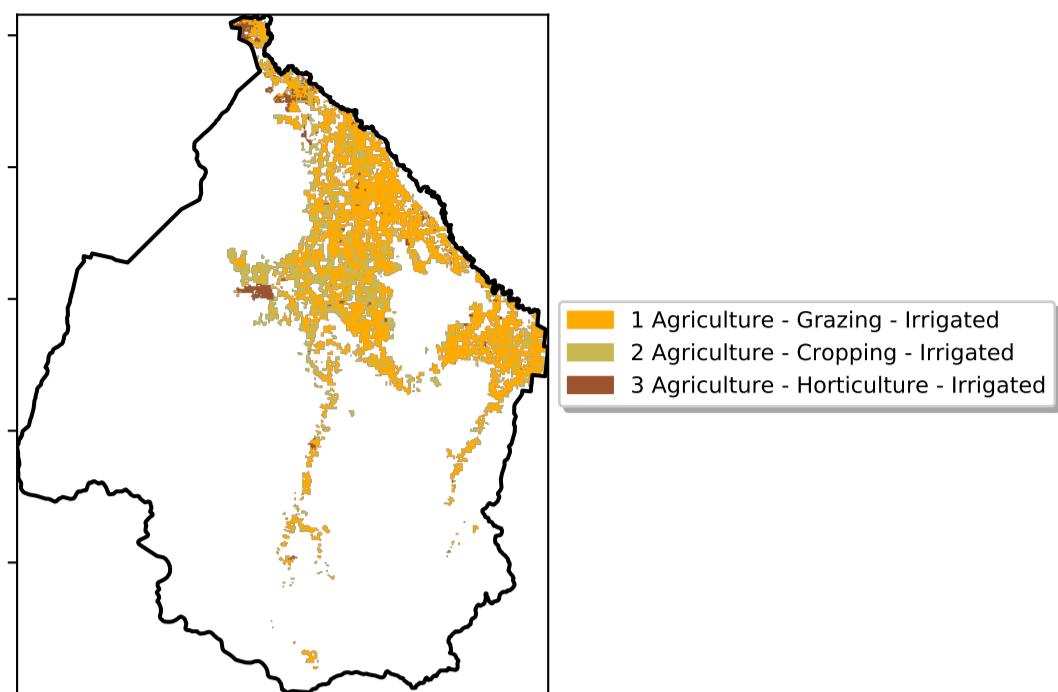 1 Agriculture - Grazing - Irrigated
2 Agriculture - Cropping - Irrigated
3 Agriculture - Horticulture - Irrigated